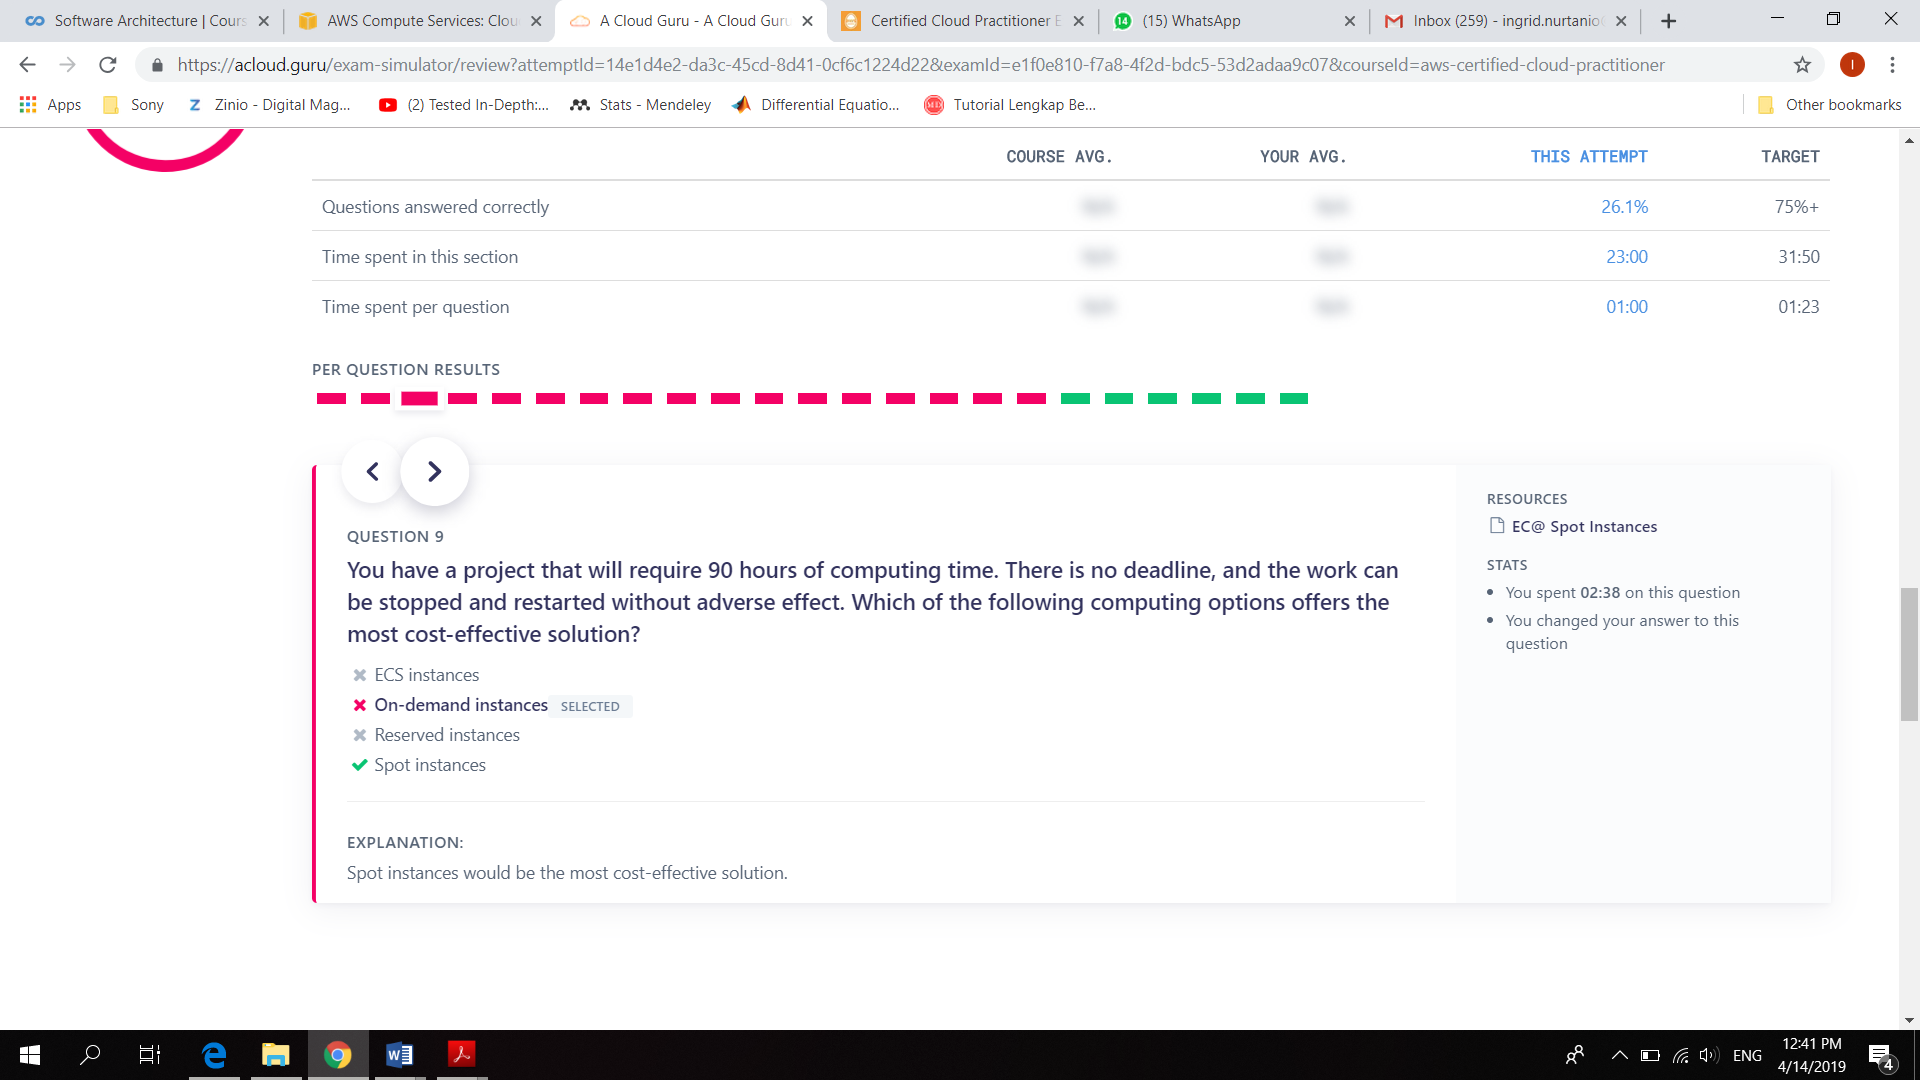 Software Architecture | Cours
AWS Compute Services: Clou
A Cloud Guru - A Cloud Guru
Certified Cloud Practitioner E
14
(15) WhatsApp
Inbox (259) - ingrid.nurtanio
https://acloud.guru/exam-simulator/review?attemptId=14e1d4e2-da3c-45cd-8d41-0cf6c1224d22&examId=e1f0e810-f7a8-4f2d-bdc5-53d2adaa9c07&courseId=aws-certified-cloud-practitioner
I
Apps
Sony
Z
Zinio - Digital Mag...
(2) Tested In-Depth:...
Stats - Mendeley
Differential Equatio...
Tutorial Lengkap Be...
Other bookmarks
COURSE AVG. YOUR AVG. THIS ATTEMPT TARGET
Questions answered correctly 26.1% 75%+
Time spent in this section 23:00 31:50
Time spent per question 01:00 01:23
PER QUESTION RESULTS
QUESTION 9
You have a project that will require 90 hours of computing time. There is no deadline, and the work can
be stopped and restarted without adverse effect. Which of the following computing options offers the
most cost-effective solution?
ECS instances
On-demand instances SELECTED
Reserved instances
Spot instances
EXPLANATION:
Spot instances would be the most cost-effective solution.
RESOURCES
EC@ Spot Instances
STATS
You spent 02:38 on this question
You changed your answer to this
question
ENG
12:41 PM
4/14/2019
4